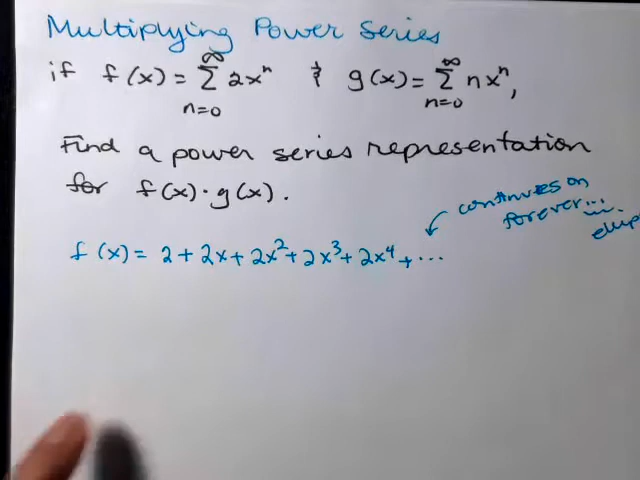 Multiplying Power Series
if f(x) = ∞∑n=0 2xⁿ & g(x) = ∞∑n=0 nxⁿ,
Find a power series representation
for f(x) · g(x).
continues on
forever...
f(x) = 2 + 2x + 2x² + 2x³ + 2x⁴ + ...